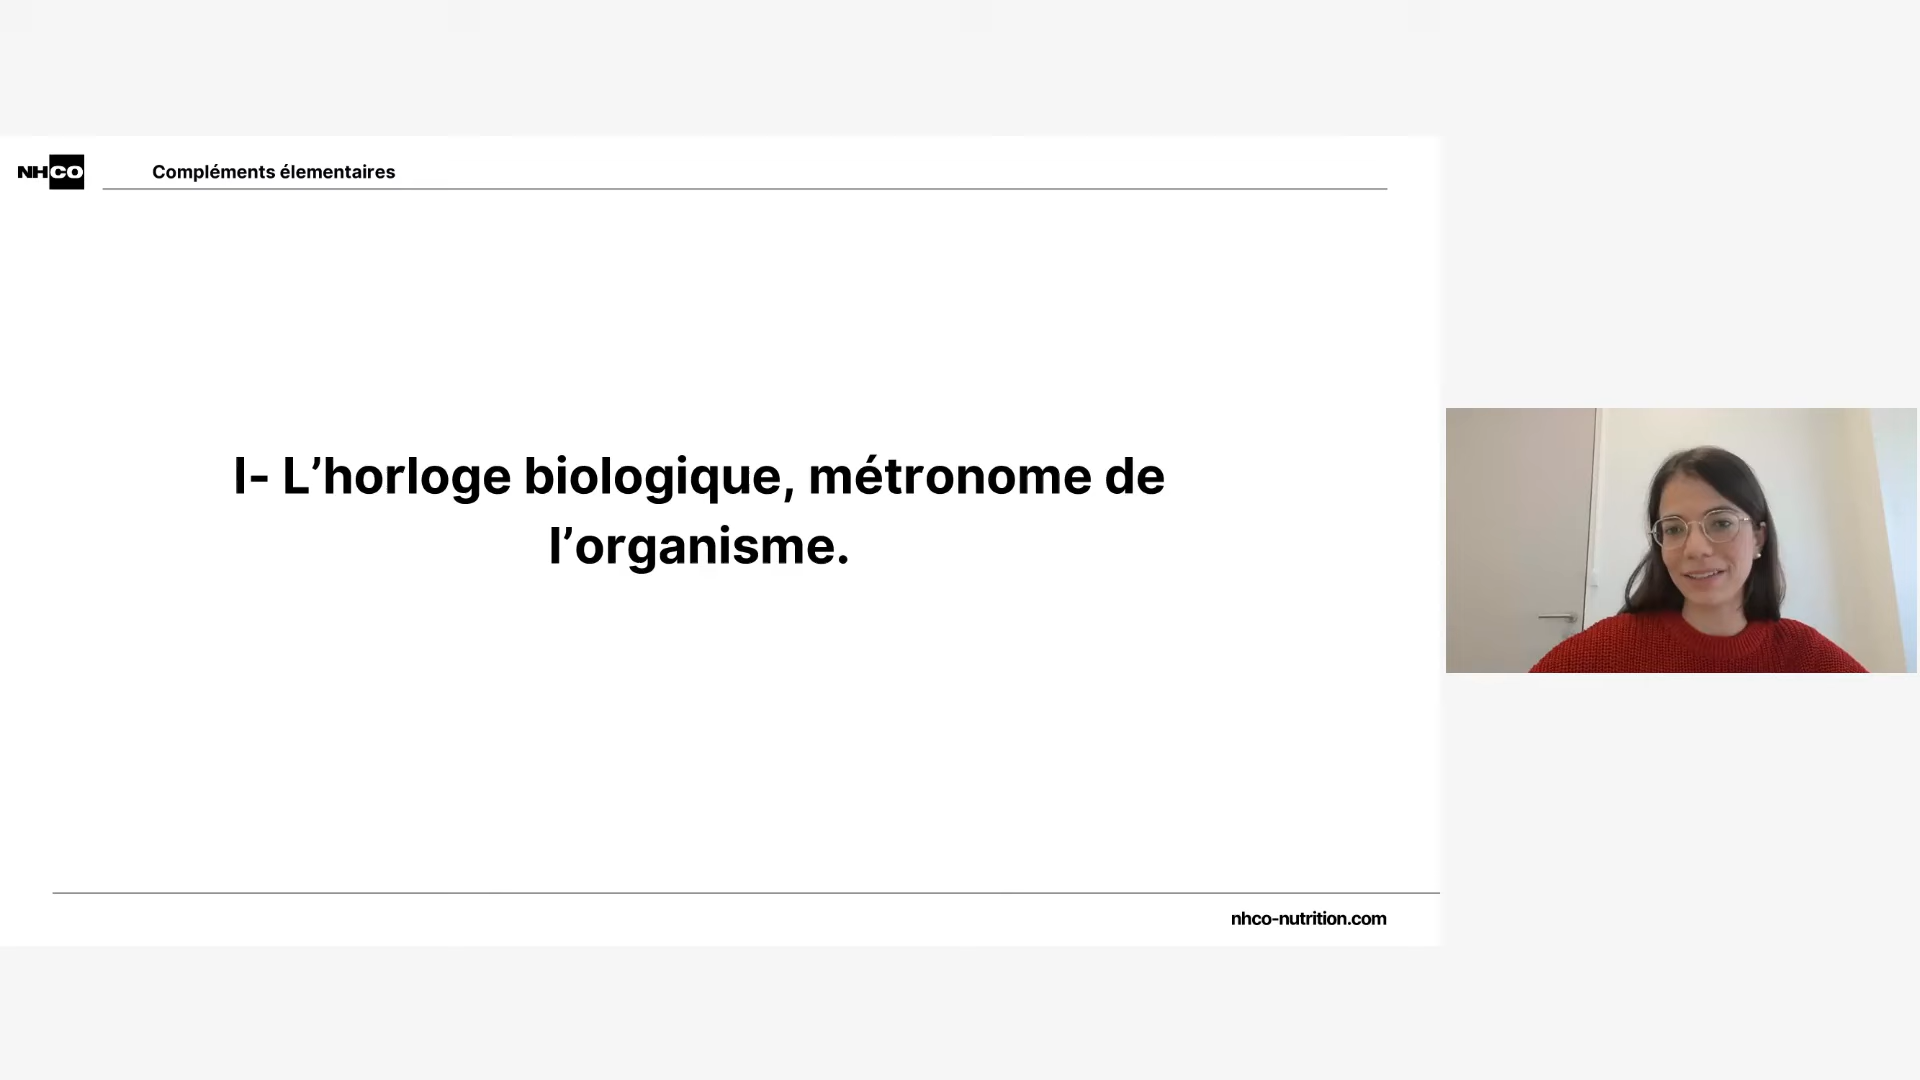 NHCO
Compléments élementaires
I- L’horloge biologique, métronome de
l’organisme.
nhco-nutrition.com